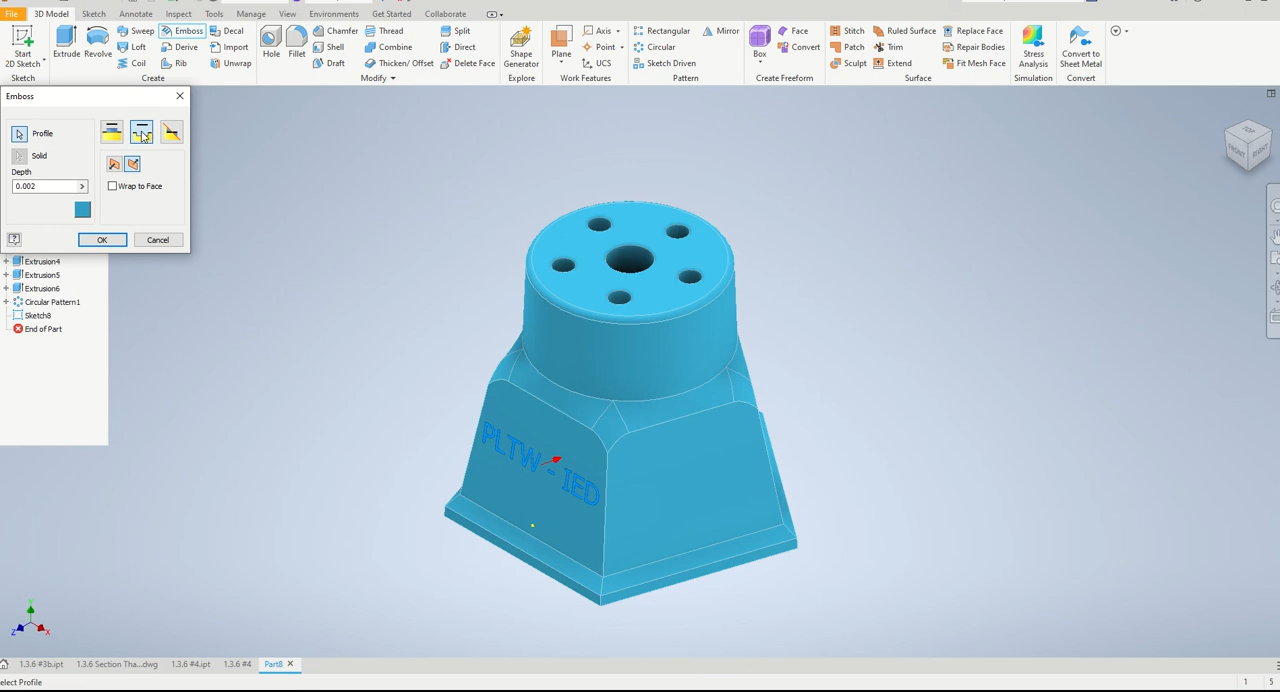 File 3D Model Sketch Annotate Inspect Tools Manage View Environments Get Started Collaborate
Start
2D Sketch
Extrude
Revolve
Sweep
Loft
Coil
Emboss
Derive
Rib
Decal
Import
Unwrap
Hole
Fillet
Chamfer
Shell
Draft
Thread
Combine
Thicken/ Offset
Split
Direct
Delete Face
Shape
Generator
Plane
Axis
Point
UCS
Rectangular
Circular
Sketch Driven
Mirror
Box
Face
Convert
Stitch
Patch
Sculpt
Ruled Surface
Trim
Extend
Replace Face
Repair Bodies
Fit Mesh Face
Stress
Analysis
Convert to
Sheet Metal
Sketch Create Modify Explore Work Features Pattern Create Freeform Surface Simulation Convert
Emboss
Profile
Solid
Depth
0.002
Wrap to Face
OK Cancel
Extrusion4
Extrusion5
Extrusion6
Circular Pattern1
Sketch8
End of Part
TOP
FRONT RIGHT
PLTW - IED
Y
Z X
1.3.6 #3b.ipt 1.3.6 Section Tha...dwg 1.3.6 #4.ipt 1.3.6 #4 Part8
elect Profile 1 5